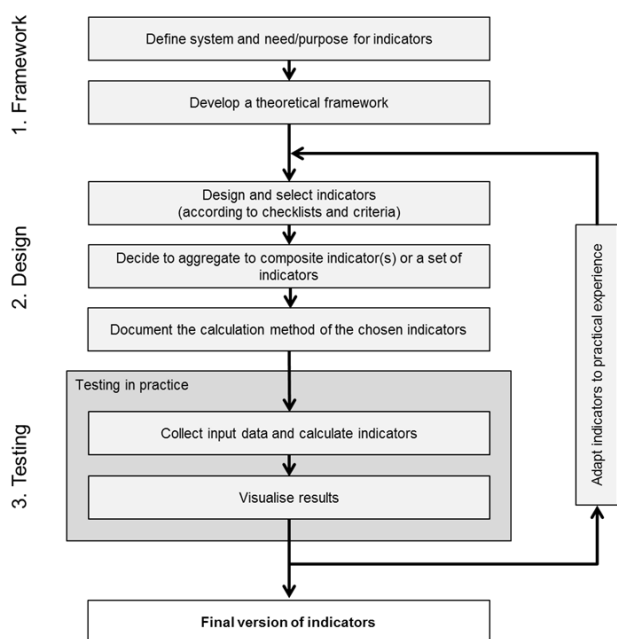 1. Framework
Define system and need/purpose for indicators
Develop a theoretical framework
2. Design
Design and select indicators
(according to checklists and criteria)
Decide to aggregate to composite indicator(s) or a set of
indicators
Document the calculation method of the chosen indicators
3. Testing
Testing in practice
Collect input data and calculate indicators
Visualise results
Adapt indicators to practical experience
Final version of indicators